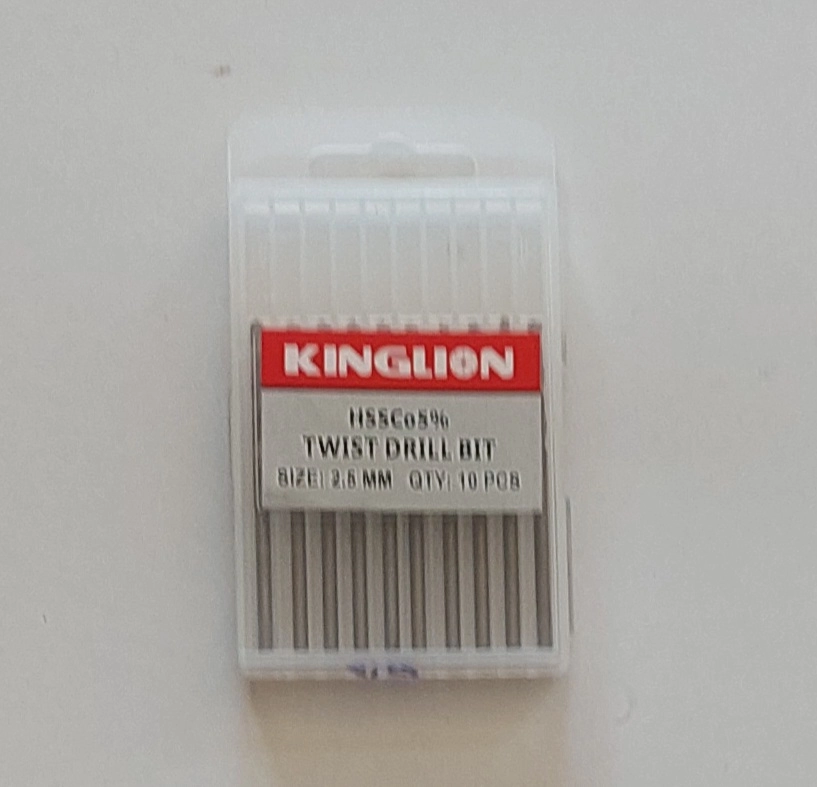 KINGLION
HSSCo5%
TWIST DRILL BIT
SIZE: 2.5 MM QTY: 10 PCS